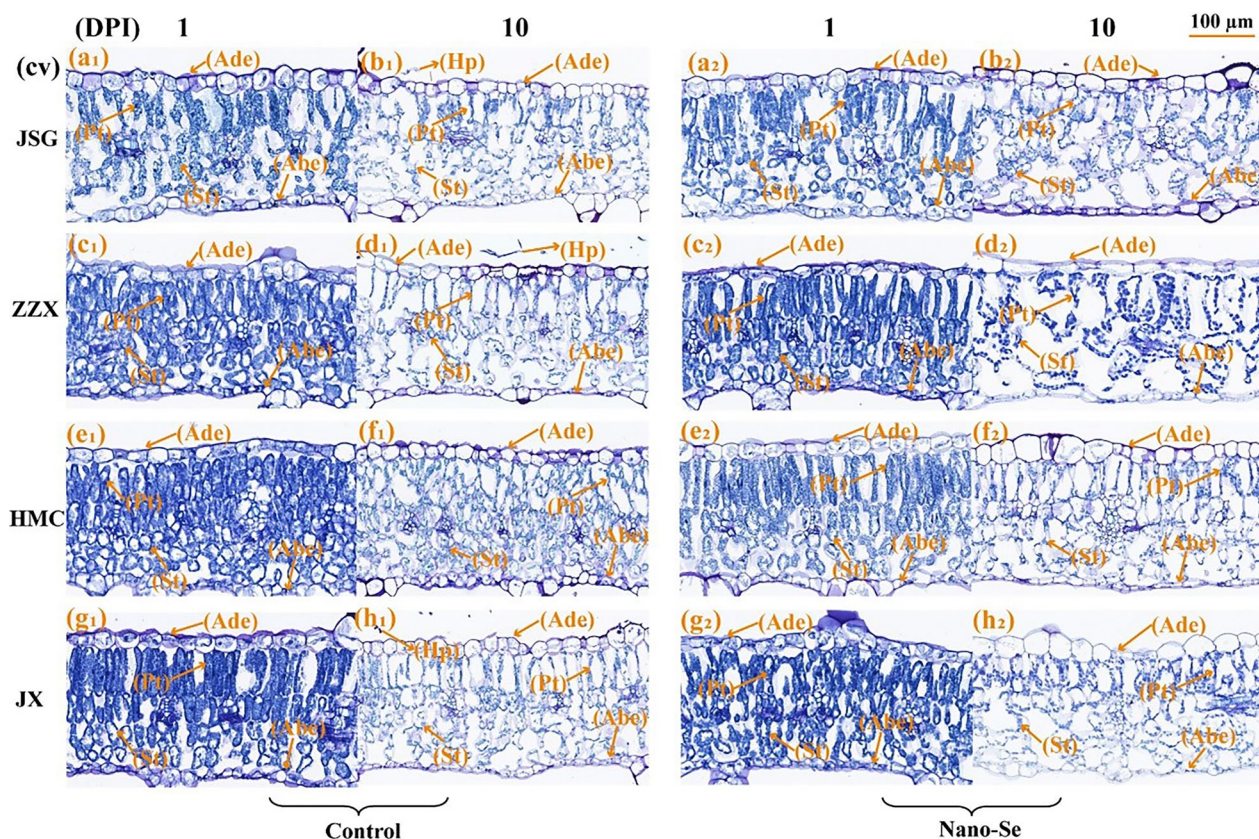 (DPI) 1 10 1 10 100 µm
(cv)
(a₁) (Ade) (b₁) (Hp) (Ade) (a₂) (Ade) (b₂) (Ade)
JSG (Pt) (Pt) (Pt) (Pt)
(St) (Abe) (St) (Abe) (St) (Abe) (St) (Abe)
(c₁) (Ade) (d₁) (Ade) (Hp) (c₂) (Ade) (d₂) (Ade)
ZZX (Pt) (Pt) (Pt) (Pt)
(St) (Abe) (St) (Abe) (St) (Abe) (St) (Abe)
(e₁) (Ade) (f₁) (Ade) (e₂) (Ade) (f₂) (Ade)
HMC (Pt) (Pt) (Pt) (Pt)
(St) (Abe) (St) (Abe) (St) (Abe) (St) (Abe)
(g₁) (Ade) (h₁) (Hp) (Ade) (g₂) (Ade) (h₂) (Ade)
JX (Pt) (Pt) (Pt) (Pt)
(St) (Abe) (St) (Abe) (St) (Abe) (St) (Abe)
Control Nano-Se